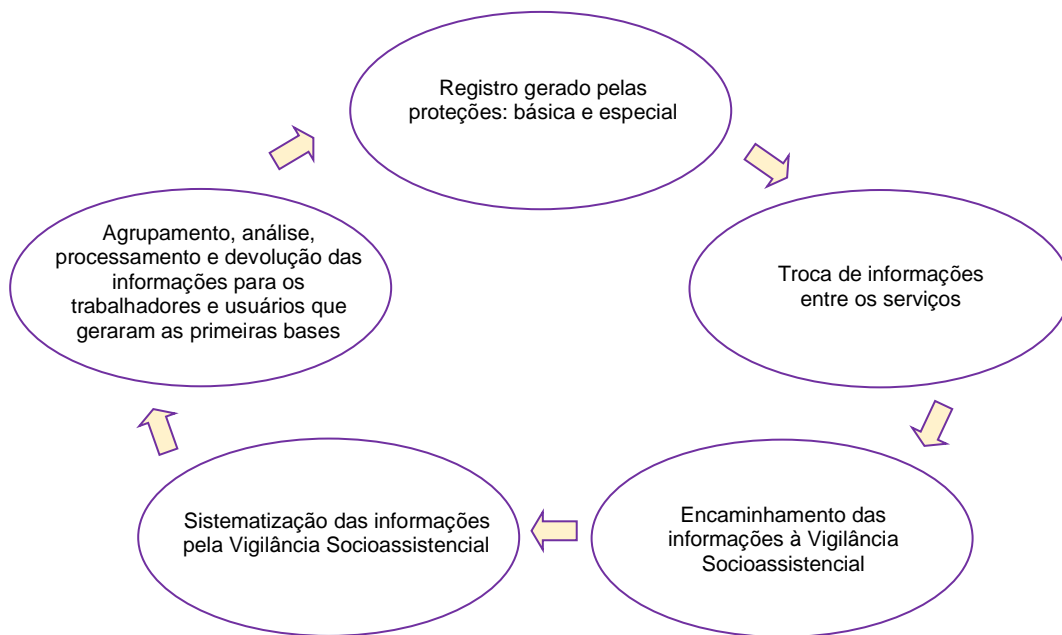 Registro gerado pelas
proteções: básica e especial
Troca de informações
entre os serviços
Encaminhamento das
informações à Vigilância
Socioassistencial
Sistematização das informações
pela Vigilância Socioassistencial
Agrupamento, análise,
processamento e devolução das
informações para os
trabalhadores e usuários que
geraram as primeiras bases